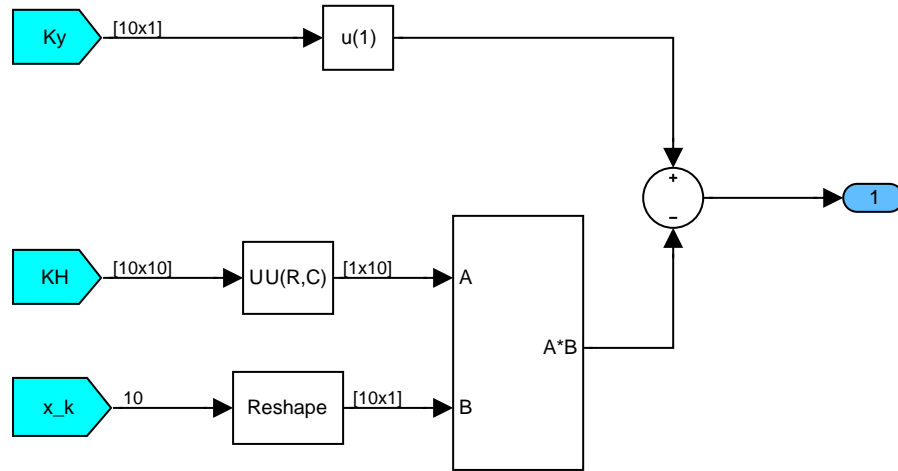 Ky
[10x1]
u(1)
+
1
−
KH
[10x10]
UU(R,C)
[1x10]
A
A*B
x_k
10
Reshape
[10x1]
B